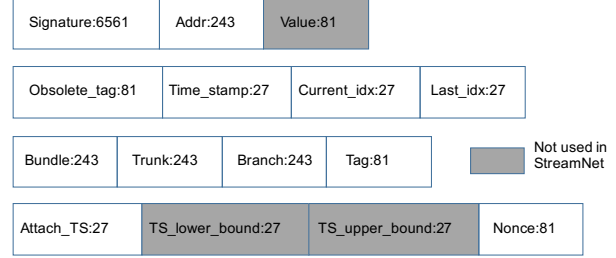 Signature:6561 Addr:243 Value:81
Obsolete_tag:81 Time_stamp:27 Current_idx:27 Last_idx:27
Bundle:243 Trunk:243 Branch:243 Tag:81
Not used in
StreamNet
Attach_TS:27 TS_lower_bound:27 TS_upper_bound:27 Nonce:81